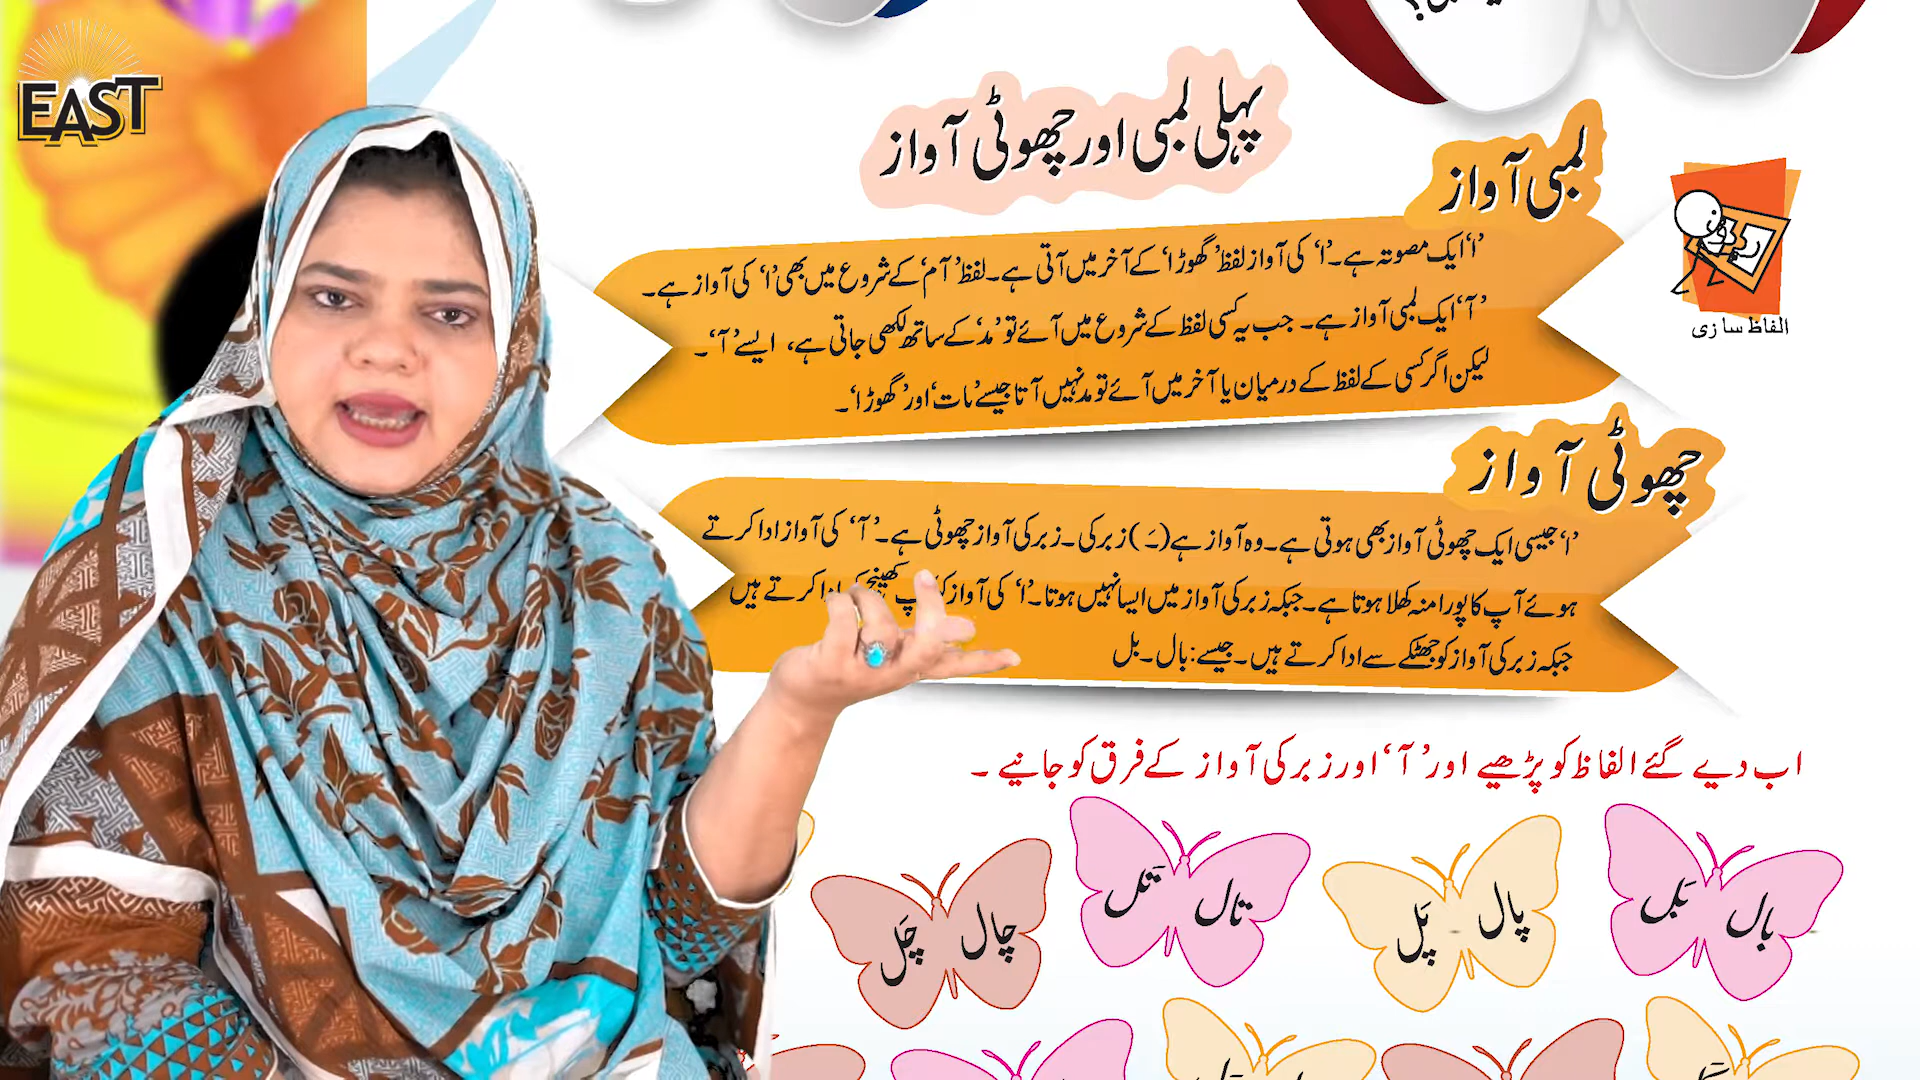 EAST
پہلی لمبی اور چھوٹی آواز
لمبی آواز
’ا‘ ایک مصوتہ ہے۔ ’ا‘ کی آواز لفظ ’گھوڑا‘ کے آخر میں آتی ہے۔ لفظ ’آم‘ کے شروع میں بھی ’ا‘ کی آواز ہے۔
’آ‘ ایک لمبی آواز ہے۔ جب یہ کسی لفظ کے شروع میں آئے تو ’مد‘ کے ساتھ لکھی جاتی ہے، ایسے ’آ‘۔
لیکن اگر کسی کے لفظ کے درمیان یا آخر میں آئے تو مد نہیں آتا جیسے ’مات‘ اور ’گھوڑا‘۔
الفاظ سازی
چھوٹی آواز
’ا‘ جیسی ایک چھوٹی آواز بھی ہوتی ہے۔ وہ آواز ہے (ـَ) زبر کی۔ زبر کی آواز چھوٹی ہے۔ ’آ‘ کی آواز ادا کرتے
ہوئے آپ کا پورا منہ کھلا ہوتا ہے۔ جبکہ زبر کی آواز میں ایسا نہیں ہوتا۔ ’ا‘ کی آواز ادا کرتے ہیں
جبکہ زبر کی آواز کو جھٹکے سے ادا کرتے ہیں۔ جیسے: بال۔ بل
اب دیے گئے الفاظ کو پڑھیے اور ’آ‘ اور زبر کی آواز کے فرق کو جانیے۔
بال بَل
پال پَل
تال تَل
چال چَل